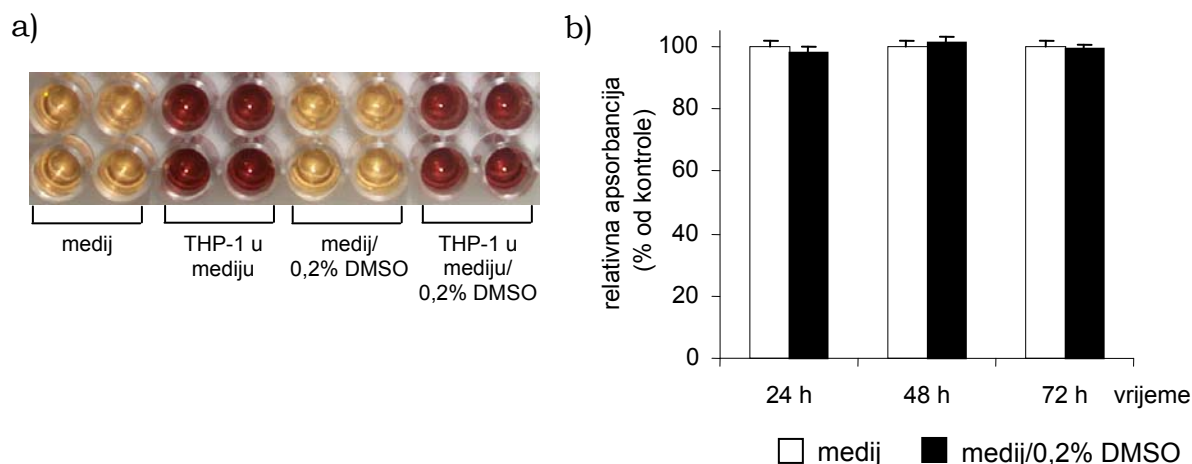 a)
medij
THP-1 u
mediju
medij/
0,2% DMSO
THP-1 u
mediju/
0,2% DMSO
b)
relativna apsorbancija
(% od kontrole)
100
80
60
40
20
0
24 h
48 h
72 h
vrijeme
medij
medij/0,2% DMSO